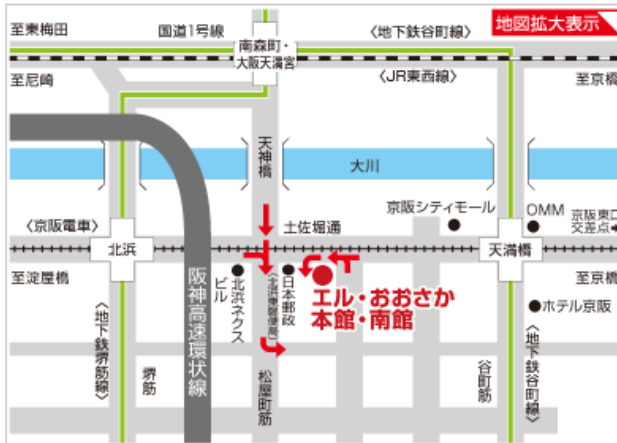 地図拡大表示
至東梅田
国道1号線
南森町・
大阪天満宮
〈地下鉄谷町線〉
至尼崎
〈JR東西線〉
至京橋
天神橋
大川
京阪シティモール
OMM
京阪東口
交差点
〈京阪電車〉
北浜
土佐堀通
天満橋
至淀屋橋
阪神高速環状線
北浜ネクス
ビル
〈北浜東郵便局〉
日本郵政
エル・おおさか
本館・南館
至京橋
ホテル京阪
〈地下鉄堺筋線〉
堺筋
松屋町筋
谷町筋
〈地下鉄谷町線〉